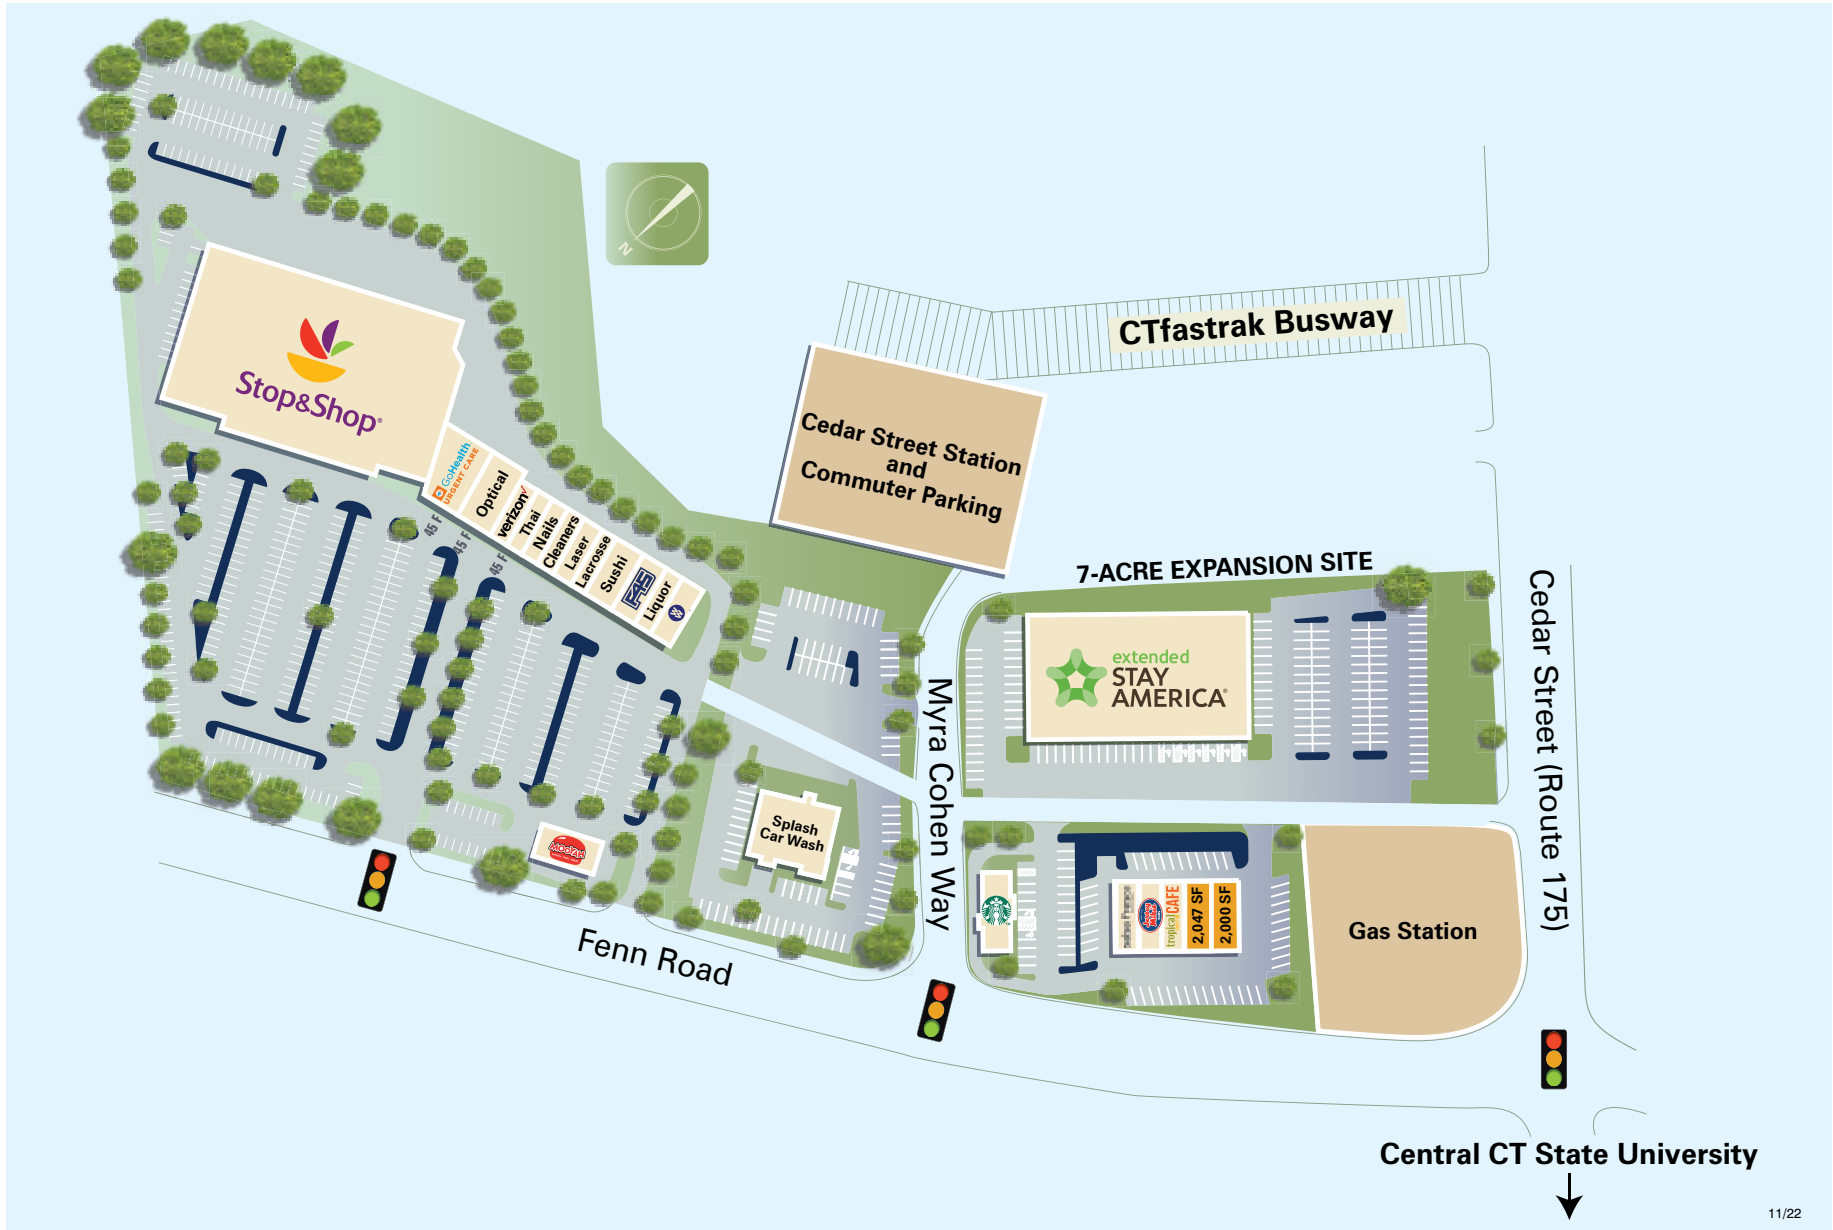 N
CTfastrak Busway
Stop&Shop®
Cedar Street Station
and
Commuter Parking
GoHealth
URGENT CARE
Optical
verizon✓
Thai
Nails
Cleaners
Laser
Lacrosse
Sushi
F45
Liquor
WW
45 F
45 F
45 F
7-ACRE EXPANSION SITE
extended
STAY
AMERICA®
Cedar Street (Route 175)
Myra Cohen Way
Splash
Car Wash
MOOYAH
tropical
CAFE
2,047 SF
2,000 SF
Gas Station
Fenn Road
Central CT State University
11/22